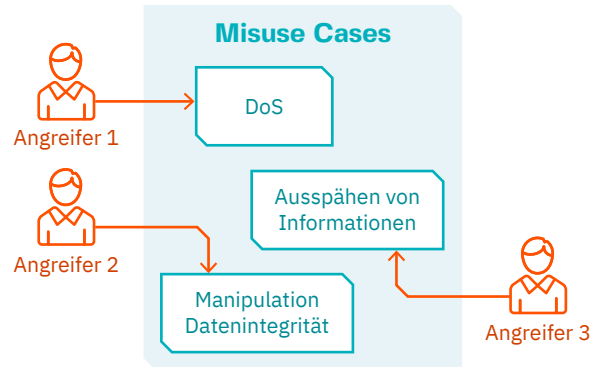 Misuse Cases
DoS
Angreifer 1
Ausspähen von
Informationen
Angreifer 2
Manipulation
Datenintegrität
Angreifer 3